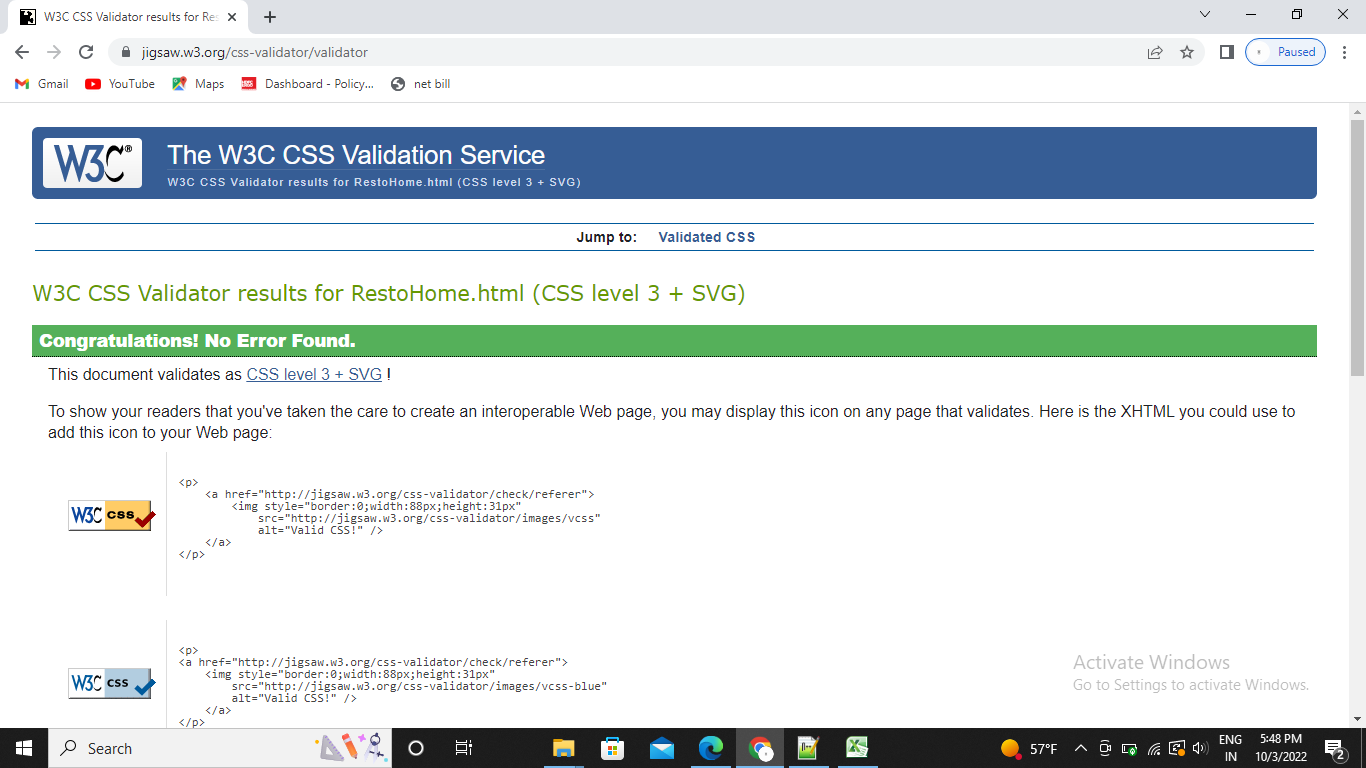 W3C CSS Validator results for Res
jigsaw.w3.org/css-validator/validator
Paused
Gmail
YouTube
Maps
Dashboard - Policy...
net bill
W3C®
The W3C CSS Validation Service
W3C CSS Validator results for RestoHome.html (CSS level 3 + SVG)
Jump to: Validated CSS
W3C CSS Validator results for RestoHome.html (CSS level 3 + SVG)
Congratulations! No Error Found.
This document validates as CSS level 3 + SVG !
To show your readers that you've taken the care to create an interoperable Web page, you may display this icon on any page that validates. Here is the XHTML you could use to
add this icon to your Web page:
W3C css
<p>
    <a href="http://jigsaw.w3.org/css-validator/check/referer">
        <img style="border:0;width:88px;height:31px"
            src="http://jigsaw.w3.org/css-validator/images/vcss"
            alt="Valid CSS!" />
    </a>
</p>
W3C css
<p>
<a href="http://jigsaw.w3.org/css-validator/check/referer">
    <img style="border:0;width:88px;height:31px"
        src="http://jigsaw.w3.org/css-validator/images/vcss-blue"
        alt="Valid CSS!" />
    </a>
</p>
Activate Windows
Go to Settings to activate Windows.
Search
57°F
ENG
IN
5:48 PM
10/3/2022
2